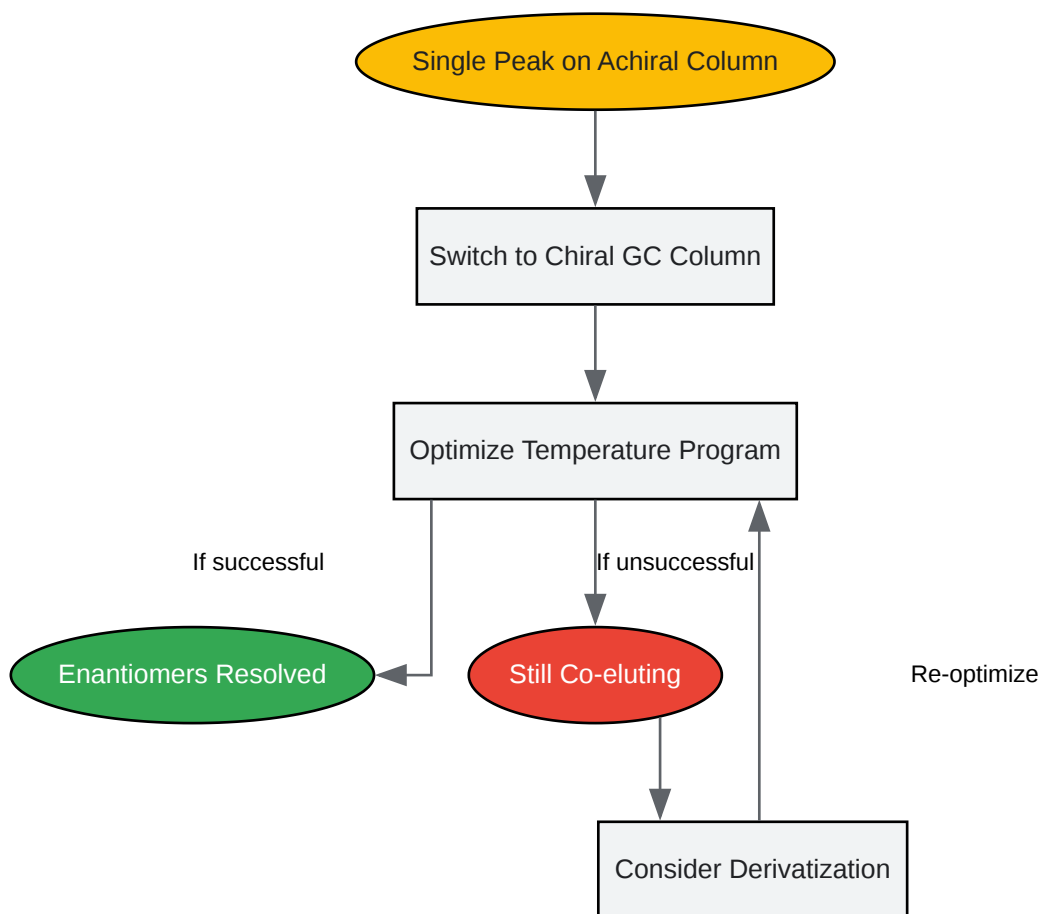 Single Peak on Achiral Column
Switch to Chiral GC Column
Optimize Temperature Program
If successful
If unsuccessful
Enantiomers Resolved
Still Co-eluting
Re-optimize
Consider Derivatization